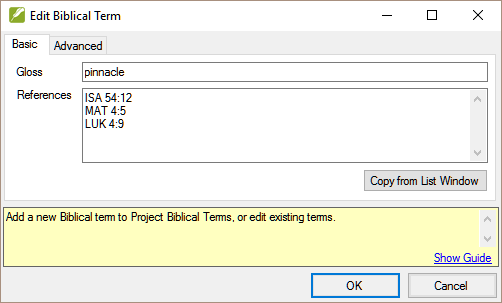 Edit Biblical Term
Basic
Advanced
Gloss
pinnacle
References
ISA 54:12
MAT 4:5
LUK 4:9
Copy from List Window
Add a new Biblical term to Project Biblical Terms, or edit existing terms.
Show Guide
OK
Cancel